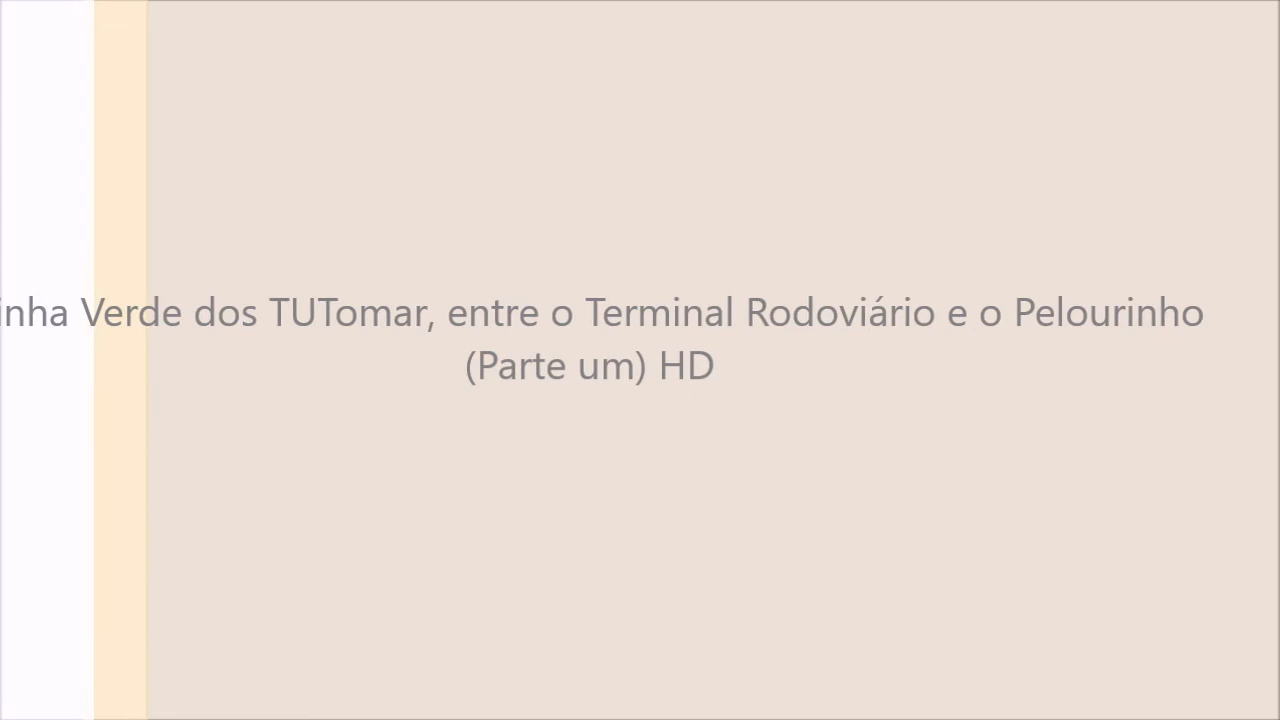 inha Verde dos TUTomar, entre o Terminal Rodoviário e o Pelourinho
(Parte um) HD